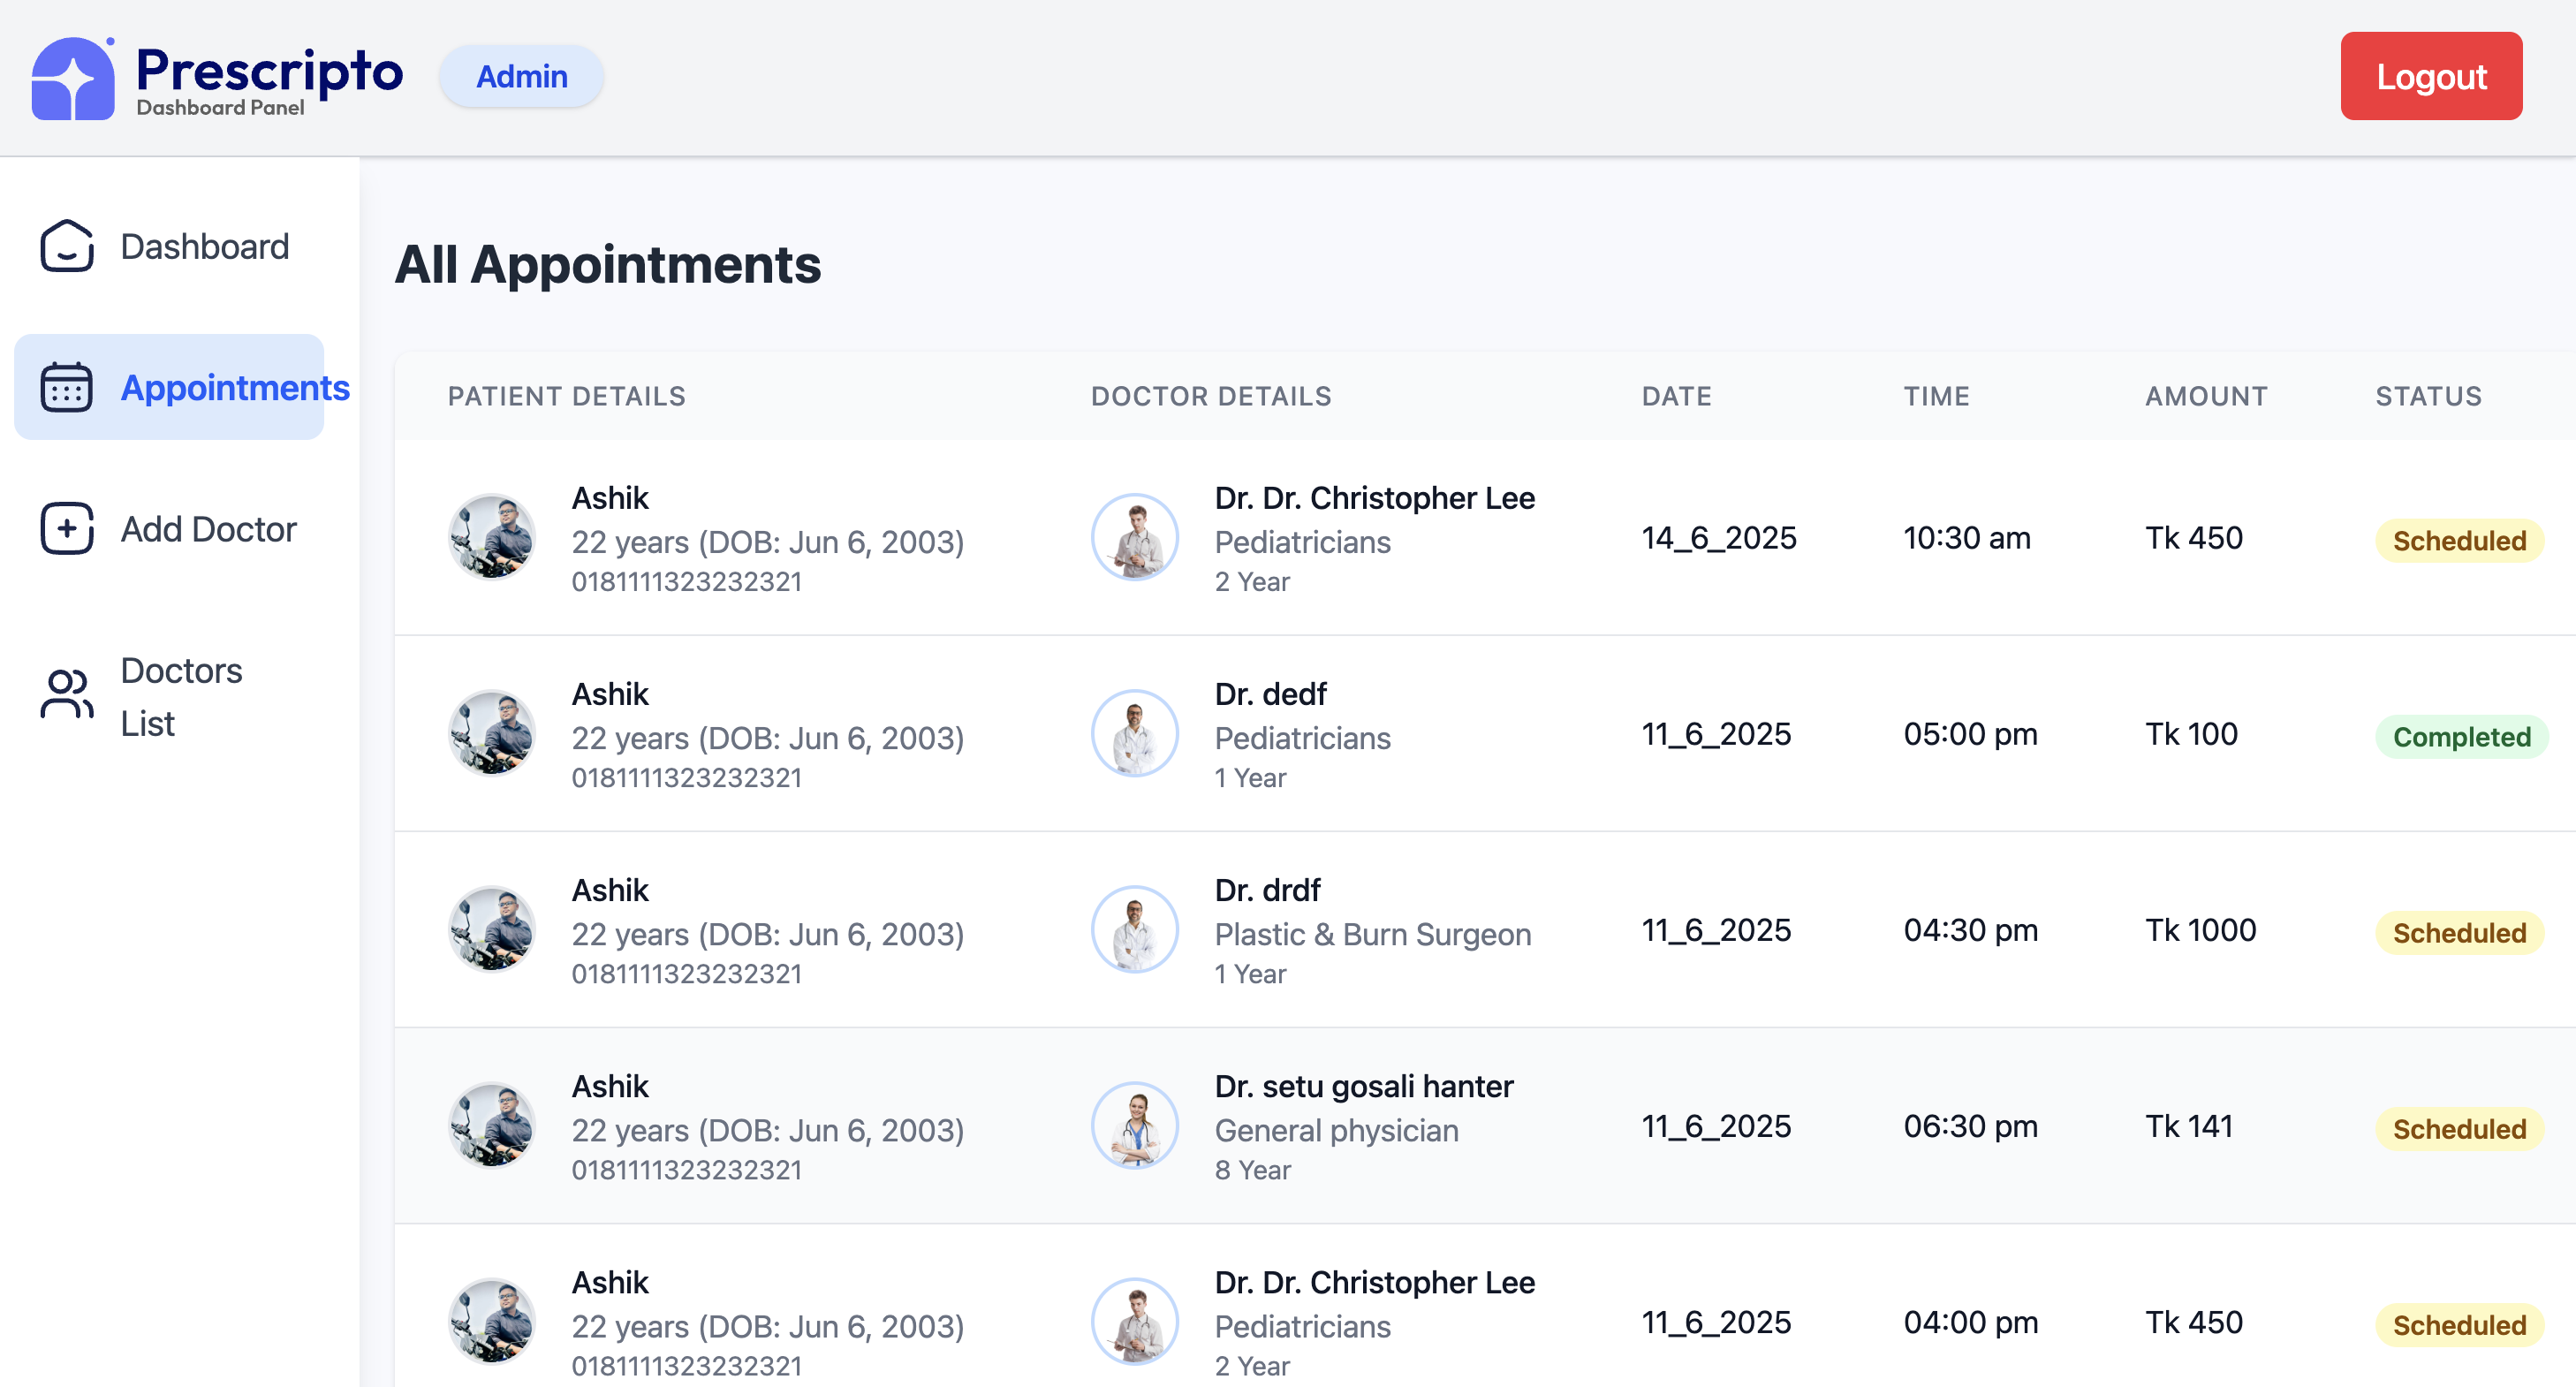 Prescripto
Dashboard Panel
Admin
Logout
Dashboard
Appointments
Add Doctor
Doctors
List
All Appointments
PATIENT DETAILS DOCTOR DETAILS DATE TIME AMOUNT STATUS
Ashik
22 years (DOB: Jun 6, 2003)
0181111323232321
Dr. Dr. Christopher Lee
Pediatricians
2 Year
14_6_2025
10:30 am
Tk 450
Scheduled
Ashik
22 years (DOB: Jun 6, 2003)
0181111323232321
Dr. dedf
Pediatricians
1 Year
11_6_2025
05:00 pm
Tk 100
Completed
Ashik
22 years (DOB: Jun 6, 2003)
0181111323232321
Dr. drdf
Plastic & Burn Surgeon
1 Year
11_6_2025
04:30 pm
Tk 1000
Scheduled
Ashik
22 years (DOB: Jun 6, 2003)
0181111323232321
Dr. setu gosali hanter
General physician
8 Year
11_6_2025
06:30 pm
Tk 141
Scheduled
Ashik
22 years (DOB: Jun 6, 2003)
0181111323232321
Dr. Dr. Christopher Lee
Pediatricians
2 Year
11_6_2025
04:00 pm
Tk 450
Scheduled